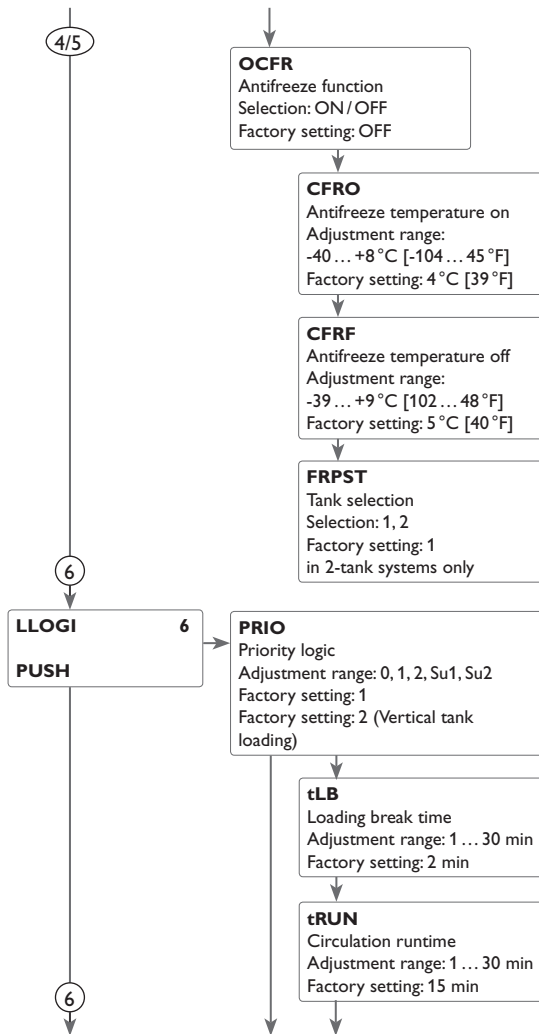 4/5
OCFR
Antifreeze function
Selection: ON / OFF
Factory setting: OFF
CFRO
Antifreeze temperature on
Adjustment range:
-40 … +8 °C [-104 … 45 °F]
Factory setting: 4 °C [39 °F]
CFRF
Antifreeze temperature off
Adjustment range:
-39 … +9 °C [102 … 48 °F]
Factory setting: 5 °C [40 °F]
FRPST
Tank selection
Selection: 1, 2
Factory setting: 1
in 2-tank systems only
6
LLOGI 6
PUSH
PRIO
Priority logic
Adjustment range: 0, 1, 2, Su1, Su2
Factory setting: 1
Factory setting: 2 (Vertical tank
loading)
tLB
Loading break time
Adjustment range: 1 … 30 min
Factory setting: 2 min
tRUN
Circulation runtime
Adjustment range: 1 … 30 min
Factory setting: 15 min
6